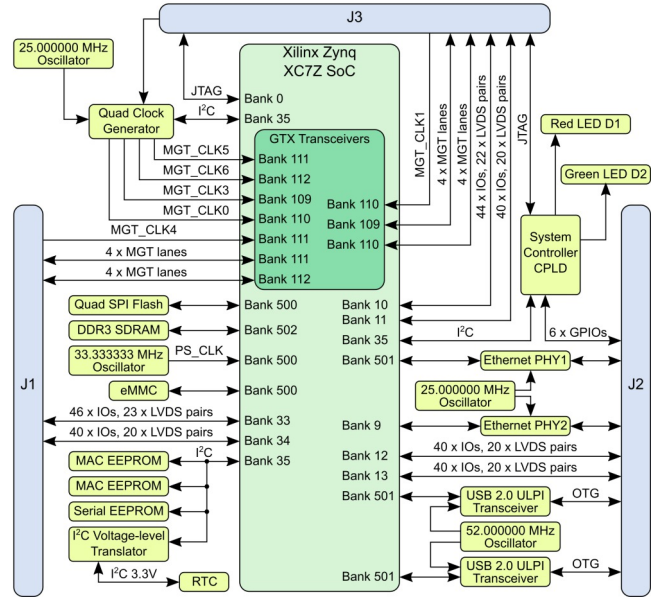 J3
25.000000 MHz
Oscillator
Xilinx Zynq
XC7Z SoC
JTAG
Bank 0
I²C
Bank 35
Quad Clock
Generator
GTX Transceivers
MGT_CLK5
Bank 111
MGT_CLK6
Bank 112
MGT_CLK3
Bank 109
MGT_CLK0
Bank 110
MGT_CLK4
Bank 111
4 x MGT lanes
Bank 111
4 x MGT lanes
Bank 112
Bank 110
Bank 109
Bank 110
MGT_CLK1
4 x MGT lanes
4 x MGT lanes
44 x IOs, 22 x LVDS pairs
40 x IOs, 20 x LVDS pairs
JTAG
Red LED D1
Green LED D2
System
Controller
CPLD
J1
J2
Quad SPI Flash
Bank 500
DDR3 SDRAM
Bank 502
33.333333 MHz
Oscillator
PS_CLK
Bank 500
eMMC
Bank 500
46 x IOs, 23 x LVDS pairs
Bank 33
40 x IOs, 20 x LVDS pairs
Bank 34
MAC EEPROM
I²C
Bank 35
MAC EEPROM
Serial EEPROM
I²C Voltage-level
Translator
I²C 3.3V
RTC
Bank 10
Bank 11
Bank 35
I²C
6 x GPIOs
Bank 501
Ethernet PHY1
25.000000 MHz
Oscillator
Bank 9
Ethernet PHY2
Bank 12
40 x IOs, 20 x LVDS pairs
Bank 13
40 x IOs, 20 x LVDS pairs
Bank 501
USB 2.0 ULPI
Transceiver
OTG
52.000000 MHz
Oscillator
Bank 501
USB 2.0 ULPI
Transceiver
OTG